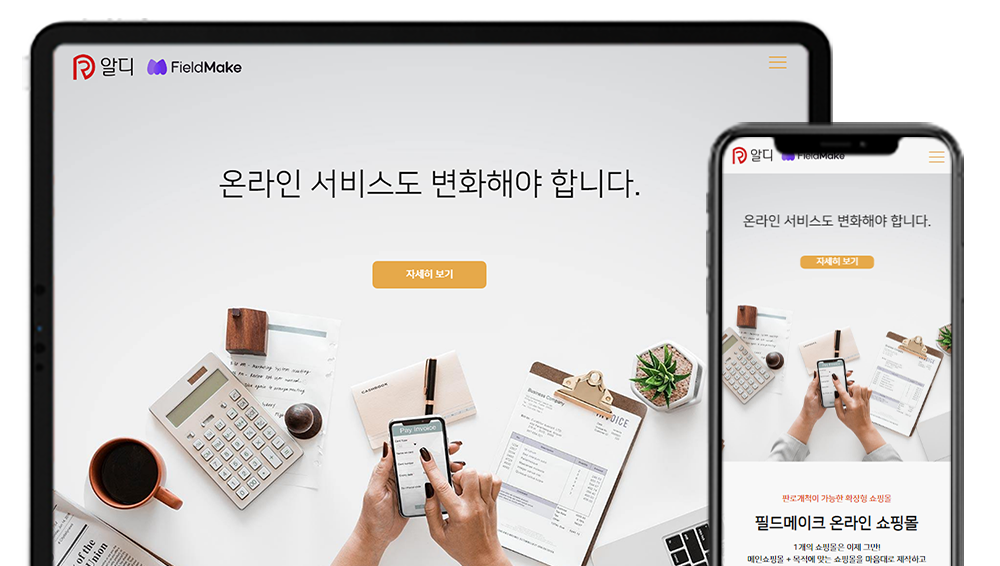 알디 FieldMake
온라인 서비스도 변화해야 합니다.
자세히 보기
CASHBOOK
Pay Invoice
Business Company
INVOICE
of the
Union
알디 FieldMake
온라인 서비스도 변화해야 합니다.
자세히 보기
판로개척이 가능한 확장형 쇼핑몰
필드메이크 온라인 쇼핑몰
1개의 쇼핑몰은 이제 그만!
메인쇼핑몰 + 목적에 맞는 쇼핑몰을 마음대로 제작하고